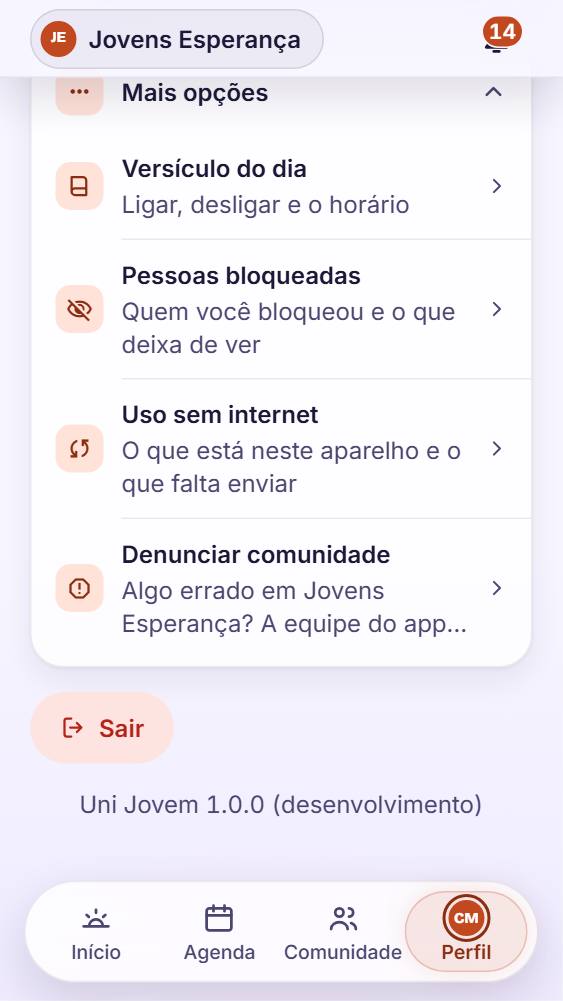 JE Jovens Esperança
14
Mais opções
Versículo do dia
Ligar, desligar e o horário
Pessoas bloqueadas
Quem você bloqueou e o que
deixa de ver
Uso sem internet
O que está neste aparelho e o
que falta enviar
Denunciar comunidade
Algo errado em Jovens
Esperança? A equipe do app...
Sair
Uni Jovem 1.0.0 (desenvolvimento)
CM
Início Agenda Comunidade Perfil